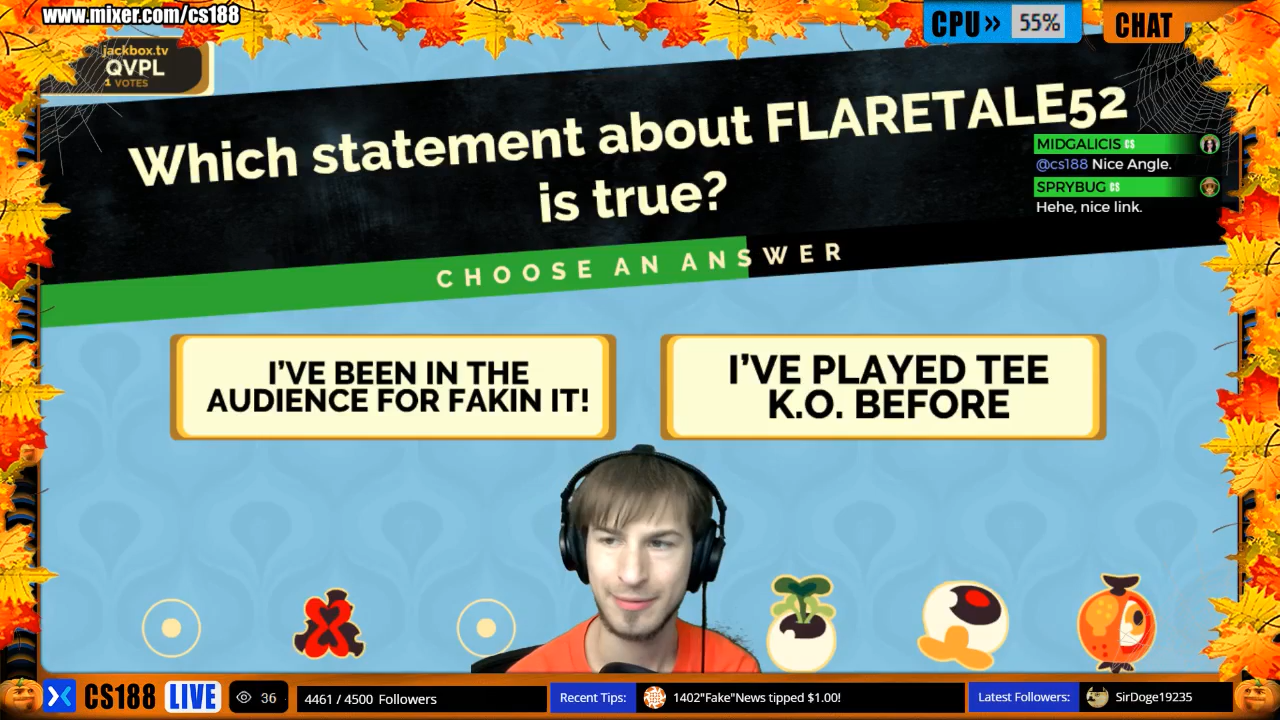 www.mixer.com/cs188
CPU» 55%
CHAT
jackbox.tv
QVPL
1 VOTES
Which statement about FLARETALE52
is true?
MIDGALICIS CS
@cs188 Nice Angle.
SPRYBUG CS
Hehe, nice link.
CHOOSE AN ANSWER
I'VE BEEN IN THE
AUDIENCE FOR FAKIN IT!
I'VE PLAYED TEE
K.O. BEFORE
CS188 LIVE
36
4461 / 4500 Followers
Recent Tips:
1402"Fake"News tipped $1.00!
Latest Followers:
SirDoge19235